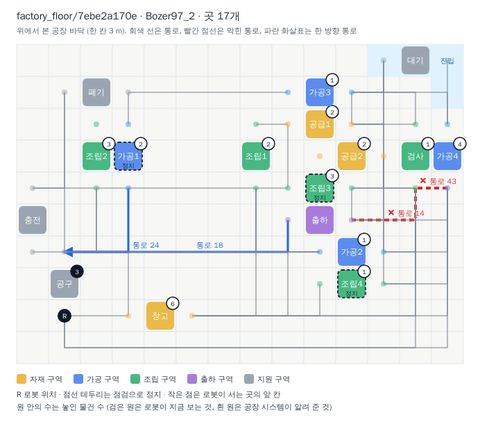 factory_floor/7ebe2a170e · Bozer97_2 · 곳 17개
위에서 본 공장 바닥 (한 칸 3 m). 회색 선은 통로, 빨간 점선은 막힌 통로, 파란 화살표는 한 방향 통로
대기
진입
폐기
가공3 1
공급1 2
조립2 3
가공1 2
정지
조립1 2
공급2 2
검사 1
가공4 4
조립3 3
정지
× 통로 43
충전
출하
× 통로 14
통로 24
통로 18
가공2 1
공구 3
조립4 1
정지
R
창고 6
자재 구역
가공 구역
조립 구역
출하 구역
지원 구역
R 로봇 위치 · 점선 테두리는 점검으로 정지 · 작은 점은 로봇이 서는 곳의 앞 칸
원 안의 수는 놓인 물건 수 (검은 원은 로봇이 지금 보는 것, 흰 원은 공장 시스템이 알려 준 것)